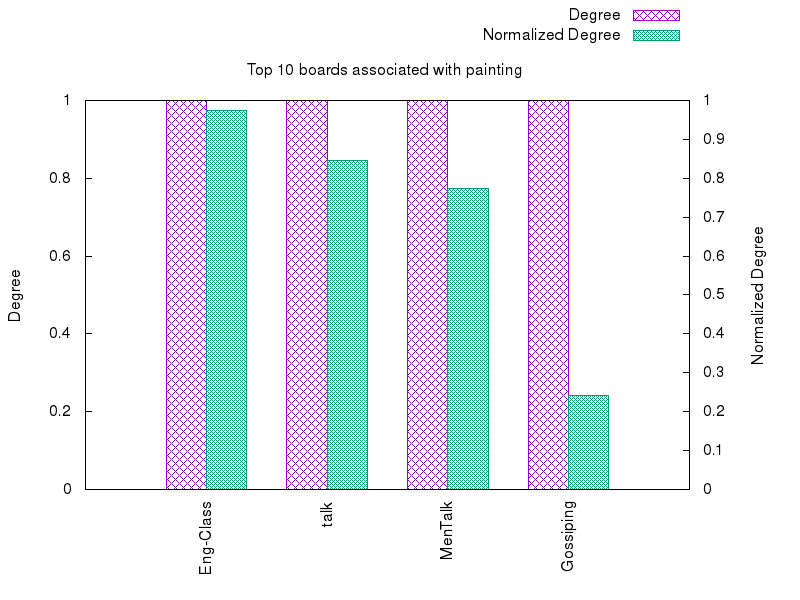 Degree
Normalized Degree
Top 10 boards associated with painting
1
0.8
0.6
0.4
0.2
0
Degree
1
0.9
0.8
0.7
0.6
0.5
0.4
0.3
0.2
0.1
0
Normalized Degree
Eng-Class
talk
MenTalk
Gossiping